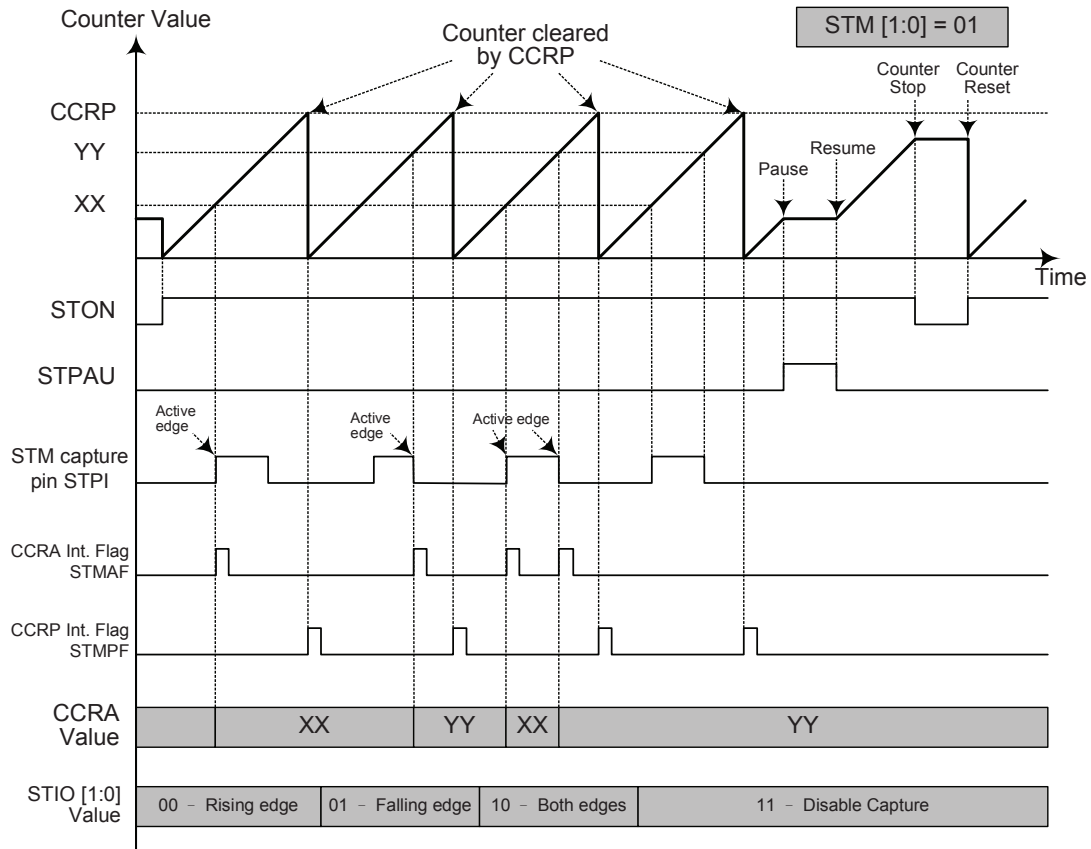 Counter Value
STM [1:0] = 01
Counter cleared
by CCRP
Counter
Stop
Counter
Reset
CCRP
YY
XX
Pause
Resume
Time
STON
STPAU
Active
edge
Active
edge
Active edge
STM capture
pin STPI
CCRA Int. Flag
STMAF
CCRP Int. Flag
STMPF
CCRA
Value
XX
YY
XX
YY
STIO [1:0]
Value
00 – Rising edge
01 – Falling edge
10 – Both edges
11 – Disable Capture